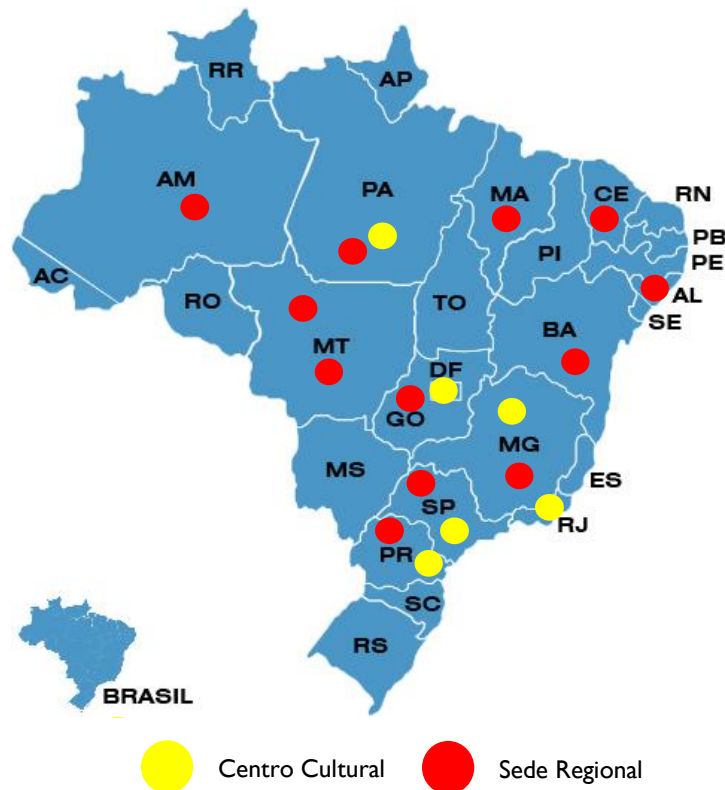 RR
AP
AM
PA
MA
CE
RN
PB
PE
PI
AC
RO
TO
AL
SE
BA
MT
DF
GO
MG
MS
ES
SP
RJ
PR
SC
RS
BRASIL
Centro Cultural
Sede Regional